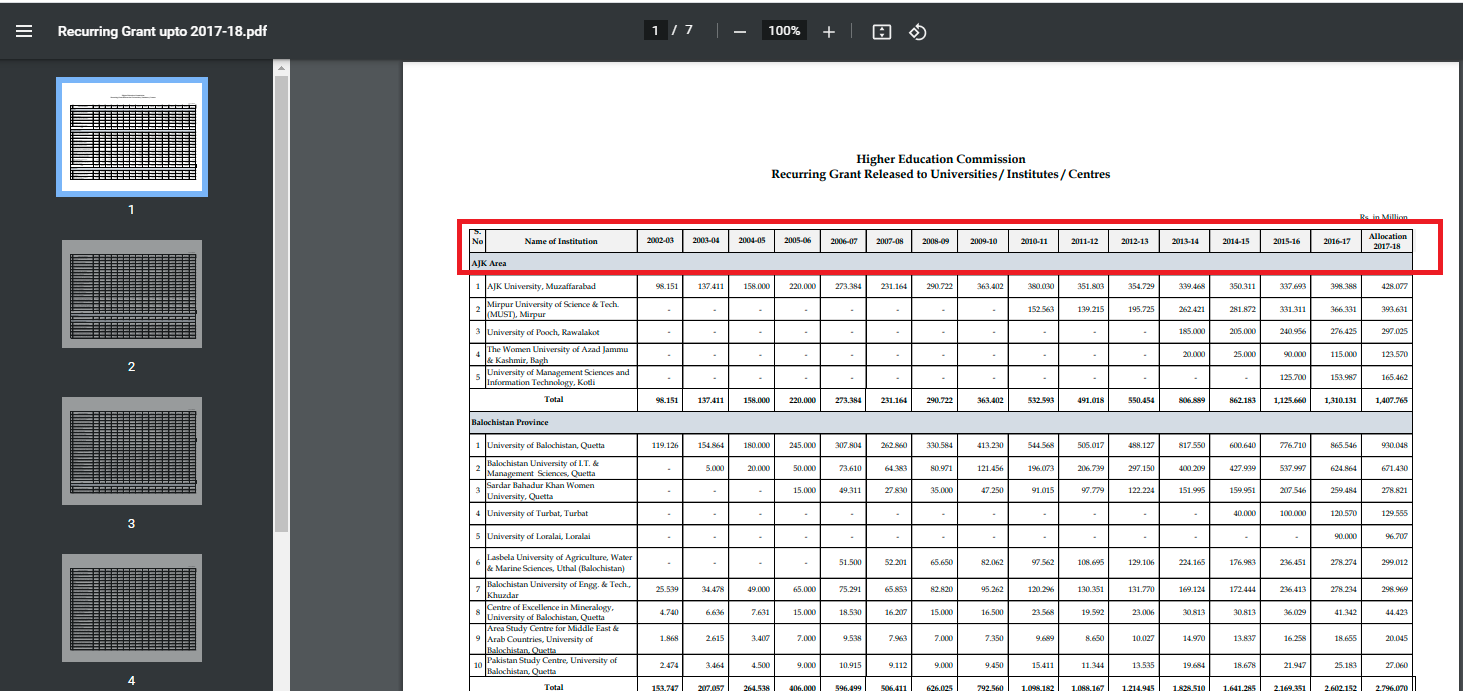 Recurring Grant upto 2017-18.pdf
1 / 7
100%
1
2
3
4
Higher Education Commission
Recurring Grant Released to Universities / Institutes / Centres
Rs. in Million
S. No Name of Institution 2002-03 2003-04 2004-05 2005-06 2006-07 2007-08 2008-09 2009-10 2010-11 2011-12 2012-13 2013-14 2014-15 2015-16 2016-17 Allocation 2017-18
AJK Area
1 AJK University, Muzaffarabad 98.151 137.411 158.000 220.000 273.384 231.164 290.722 363.402 380.030 351.803 354.729 339.468 350.311 337.693 398.388 428.077
2 Mirpur University of Science & Tech. (MUST), Mirpur - - - - - - - - 152.563 139.215 195.725 262.421 281.872 331.311 366.331 393.631
3 University of Pooch, Rawalakot - - - - - - - - - - - 185.000 205.000 240.956 276.425 297.025
4 The Women University of Azad Jammu & Kashmir, Bagh - - - - - - - - - - - 20.000 25.000 90.000 115.000 123.570
5 University of Management Sciences and Information Technology, Kotli - - - - - - - - - - - - - 125.700 153.987 165.462
Total 98.151 137.411 158.000 220.000 273.384 231.164 290.722 363.402 532.593 491.018 550.454 806.889 862.183 1,125.660 1,310.131 1,407.765
Balochistan Province
1 University of Balochistan, Quetta 119.126 154.864 180.000 245.000 307.804 262.860 330.584 413.230 544.568 505.017 488.127 817.550 600.640 776.710 865.546 930.048
2 Balochistan University of I.T. & Management Sciences, Quetta - 5.000 20.000 50.000 73.610 64.383 80.971 121.456 196.073 206.739 297.150 400.209 427.939 537.997 624.864 671.430
3 Sardar Bahadur Khan Women University, Quetta - - - 15.000 49.311 27.830 35.000 47.250 91.015 97.779 122.224 151.995 159.951 207.546 259.484 278.821
4 University of Turbat, Turbat - - - - - - - - - - - - 40.000 100.000 120.570 129.555
5 University of Loralai, Loralai - - - - - - - - - - - - - - 90.000 96.707
6 Lasbela University of Agriculture, Water & Marine Sciences, Uthal (Balochistan) - - - - 51.500 52.201 65.650 82.062 97.562 108.695 129.106 224.165 176.983 236.451 278.274 299.012
7 Balochistan University of Engg. & Tech., Khuzdar 25.539 34.478 49.000 65.000 75.291 65.853 82.820 95.262 120.296 130.351 131.770 169.124 172.444 236.413 278.234 298.969
8 Centre of Excellence in Mineralogy, University of Balochistan, Quetta 4.740 6.636 7.631 15.000 18.530 16.207 15.000 16.500 23.568 19.592 23.006 30.813 30.813 36.029 41.342 44.423
9 Area Study Centre for Middle East & Arab Countries, University of Balochistan, Quetta 1.868 2.615 3.407 7.000 9.538 7.963 7.000 7.350 9.689 8.650 10.027 14.970 13.837 16.258 18.655 20.045
10 Pakistan Study Centre, University of Balochistan, Quetta 2.474 3.464 4.500 9.000 10.915 9.112 9.000 9.450 15.411 11.344 13.535 19.684 18.678 21.947 25.183 27.060
Total 153.747 207.057 264.538 406.000 596.499 506.411 626.025 792.560 1,098.182 1,088.167 1,214.945 1,828.510 1,641.285 2,169.351 2,602.152 2,796.070